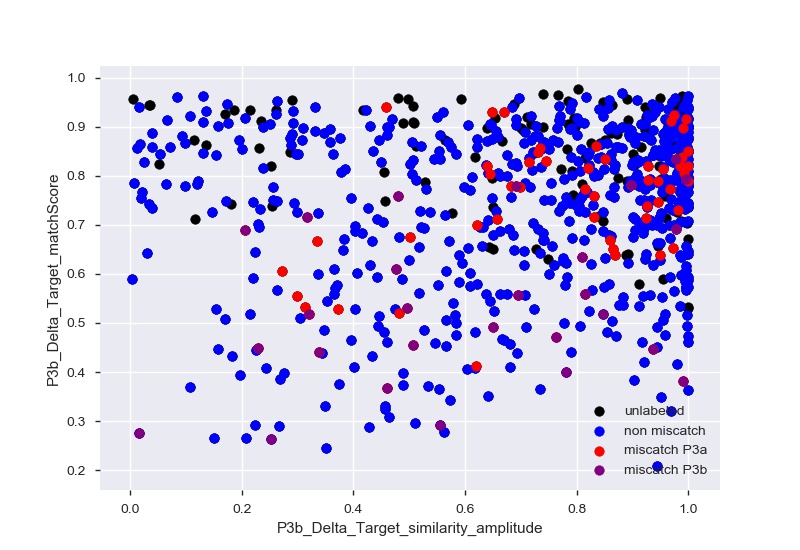 1.0
0.9
0.8
0.7
0.6
0.5
0.4
0.3
0.2
P3b_Delta_Target_matchScore
unlabeled
non miscatch
miscatch P3a
miscatch P3b
0.0 0.2 0.4 0.6 0.8 1.0
P3b_Delta_Target_similarity_amplitude